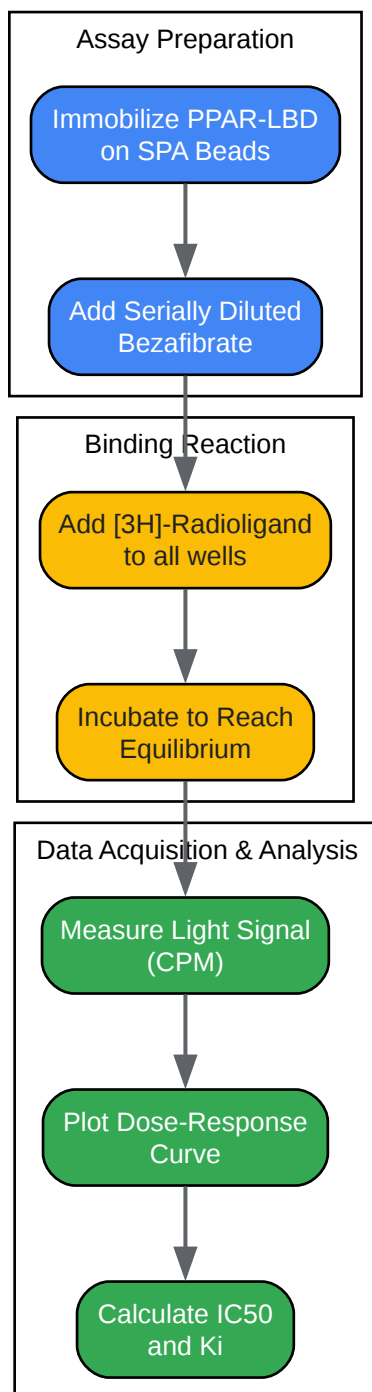 Assay Preparation
Immobilize PPAR-LBD
on SPA Beads
Add Serially Diluted
Bezafibrate
Binding Reaction
Add [3H]-Radioligand
to all wells
Incubate to Reach
Equilibrium
Data Acquisition & Analysis
Measure Light Signal
(CPM)
Plot Dose-Response
Curve
Calculate IC50
and Ki